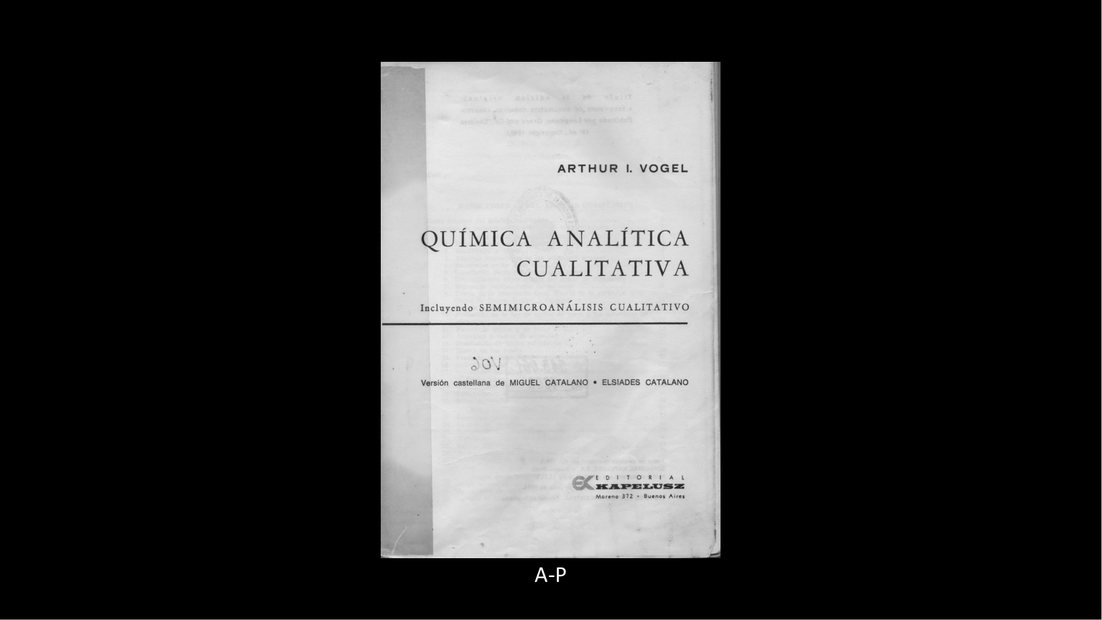 ARTHUR I. VOGEL
QUÍMICA ANALÍTICA
CUALITATIVA
Incluyendo SEMIMICROANÁLISIS CUALITATIVO
Versión castellana de MIGUEL CATALANO • ELSIADES CATALANO
EDITORIAL
KAPELUSZ
Moreno 372 - Buenos Aires
A-P